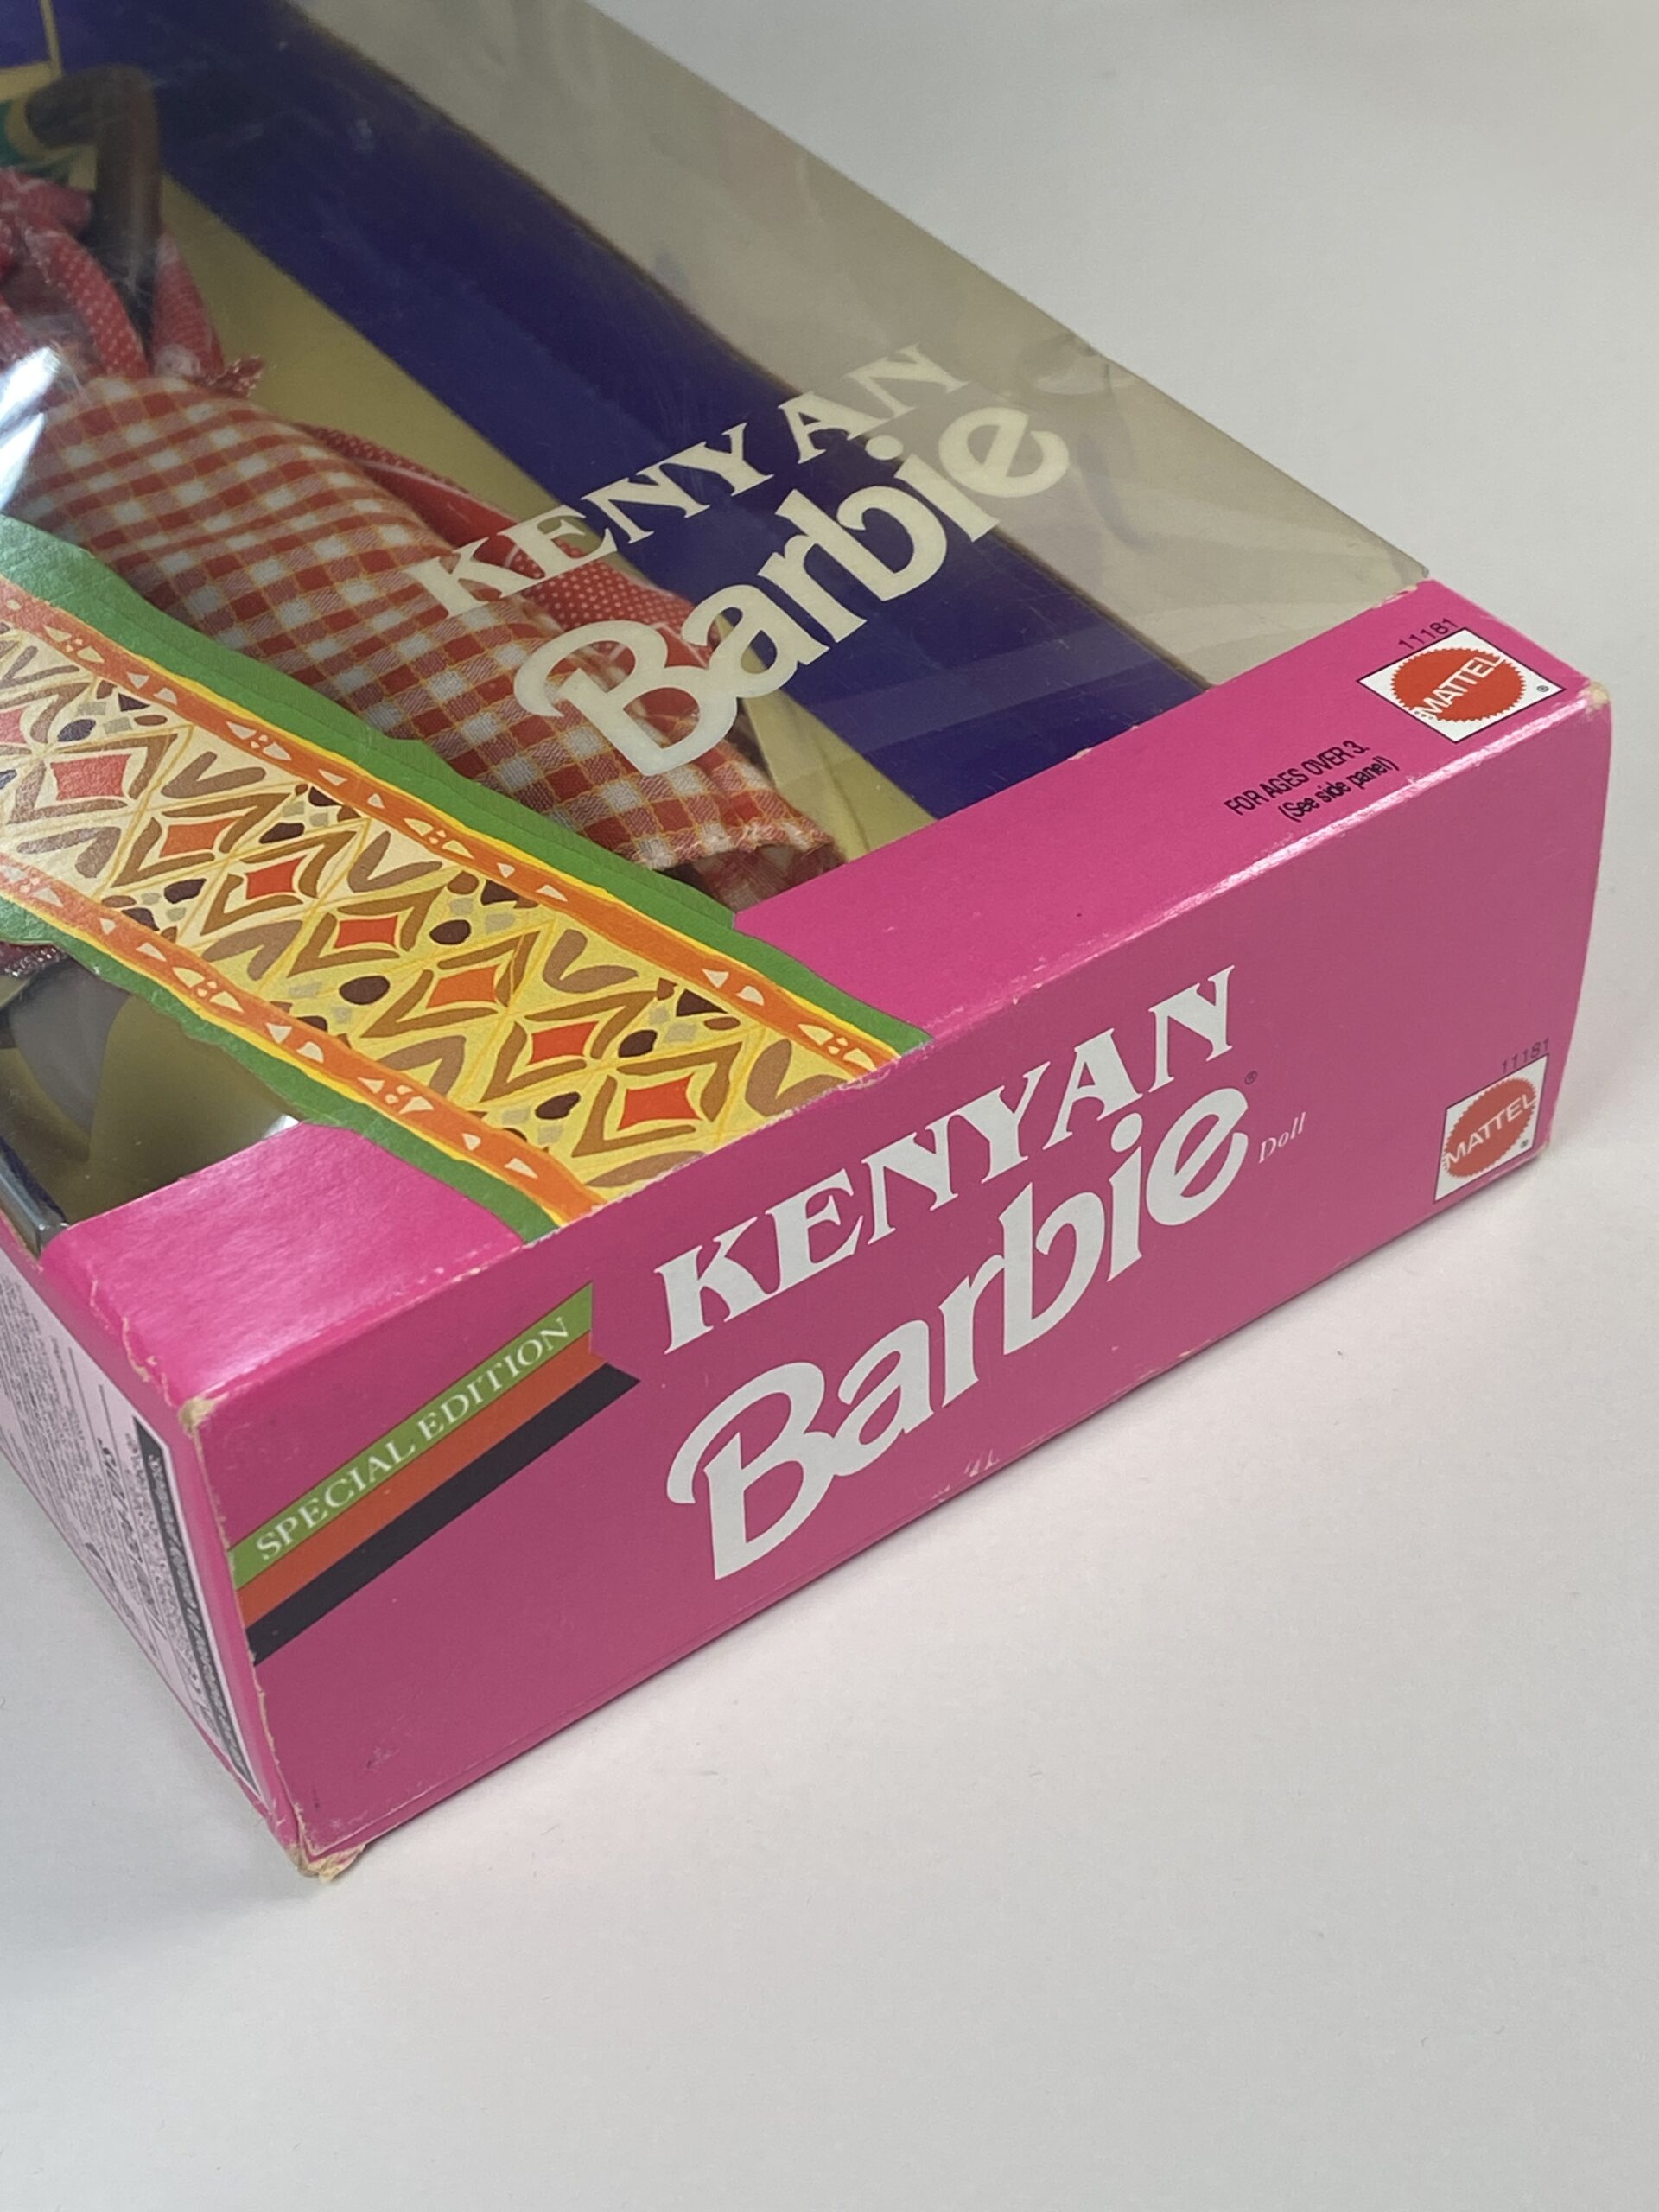 KENYAN
Barbie
11181
MATTEL
®
FOR AGES OVER 3.
(See side panel)
KENYAN
Barbie® Doll
11181
MATTEL
®
SPECIAL EDITION